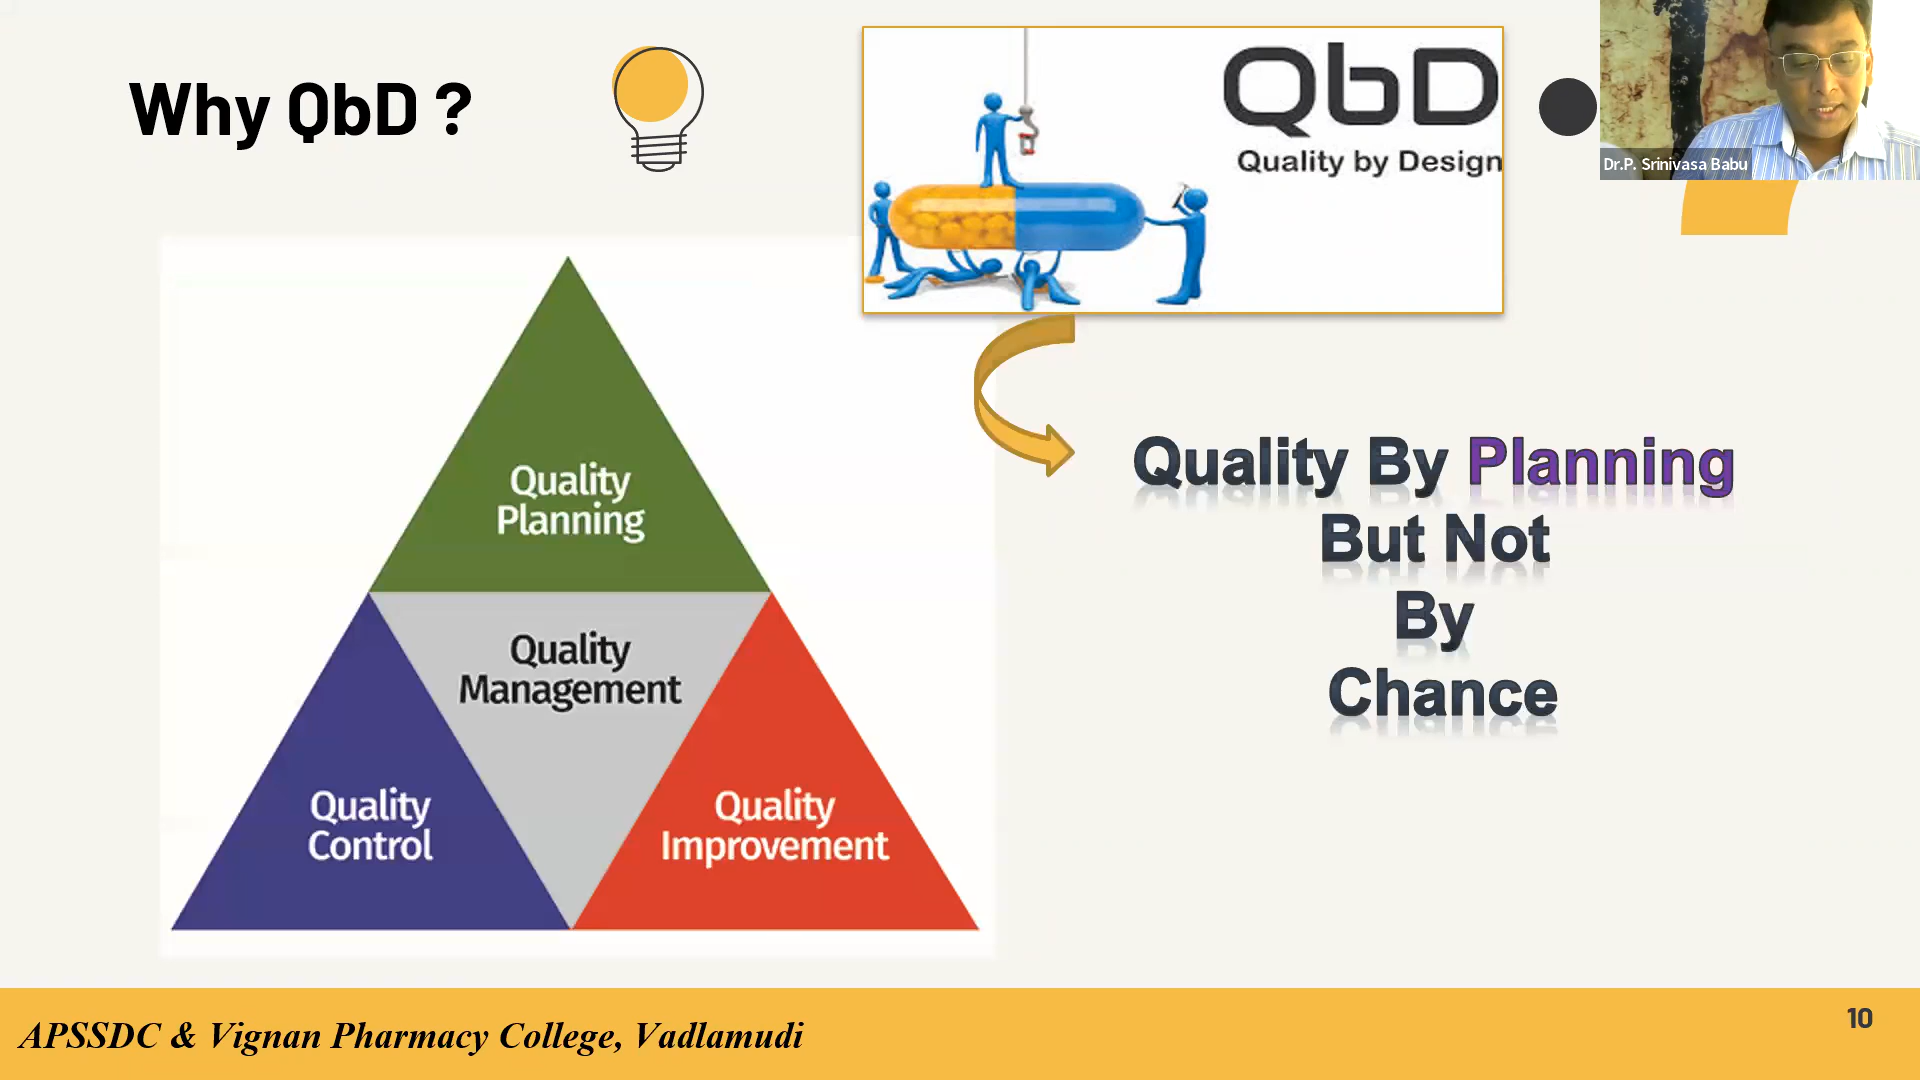 Why QbD ?
QbD
Quality by Design
Dr.P. Srinivasa Babu
Quality
Planning
Quality
Management
Quality
Control
Quality
Improvement
Quality By Planning
But Not
By
Chance
APSSDC & Vignan Pharmacy College, Vadlamudi
10